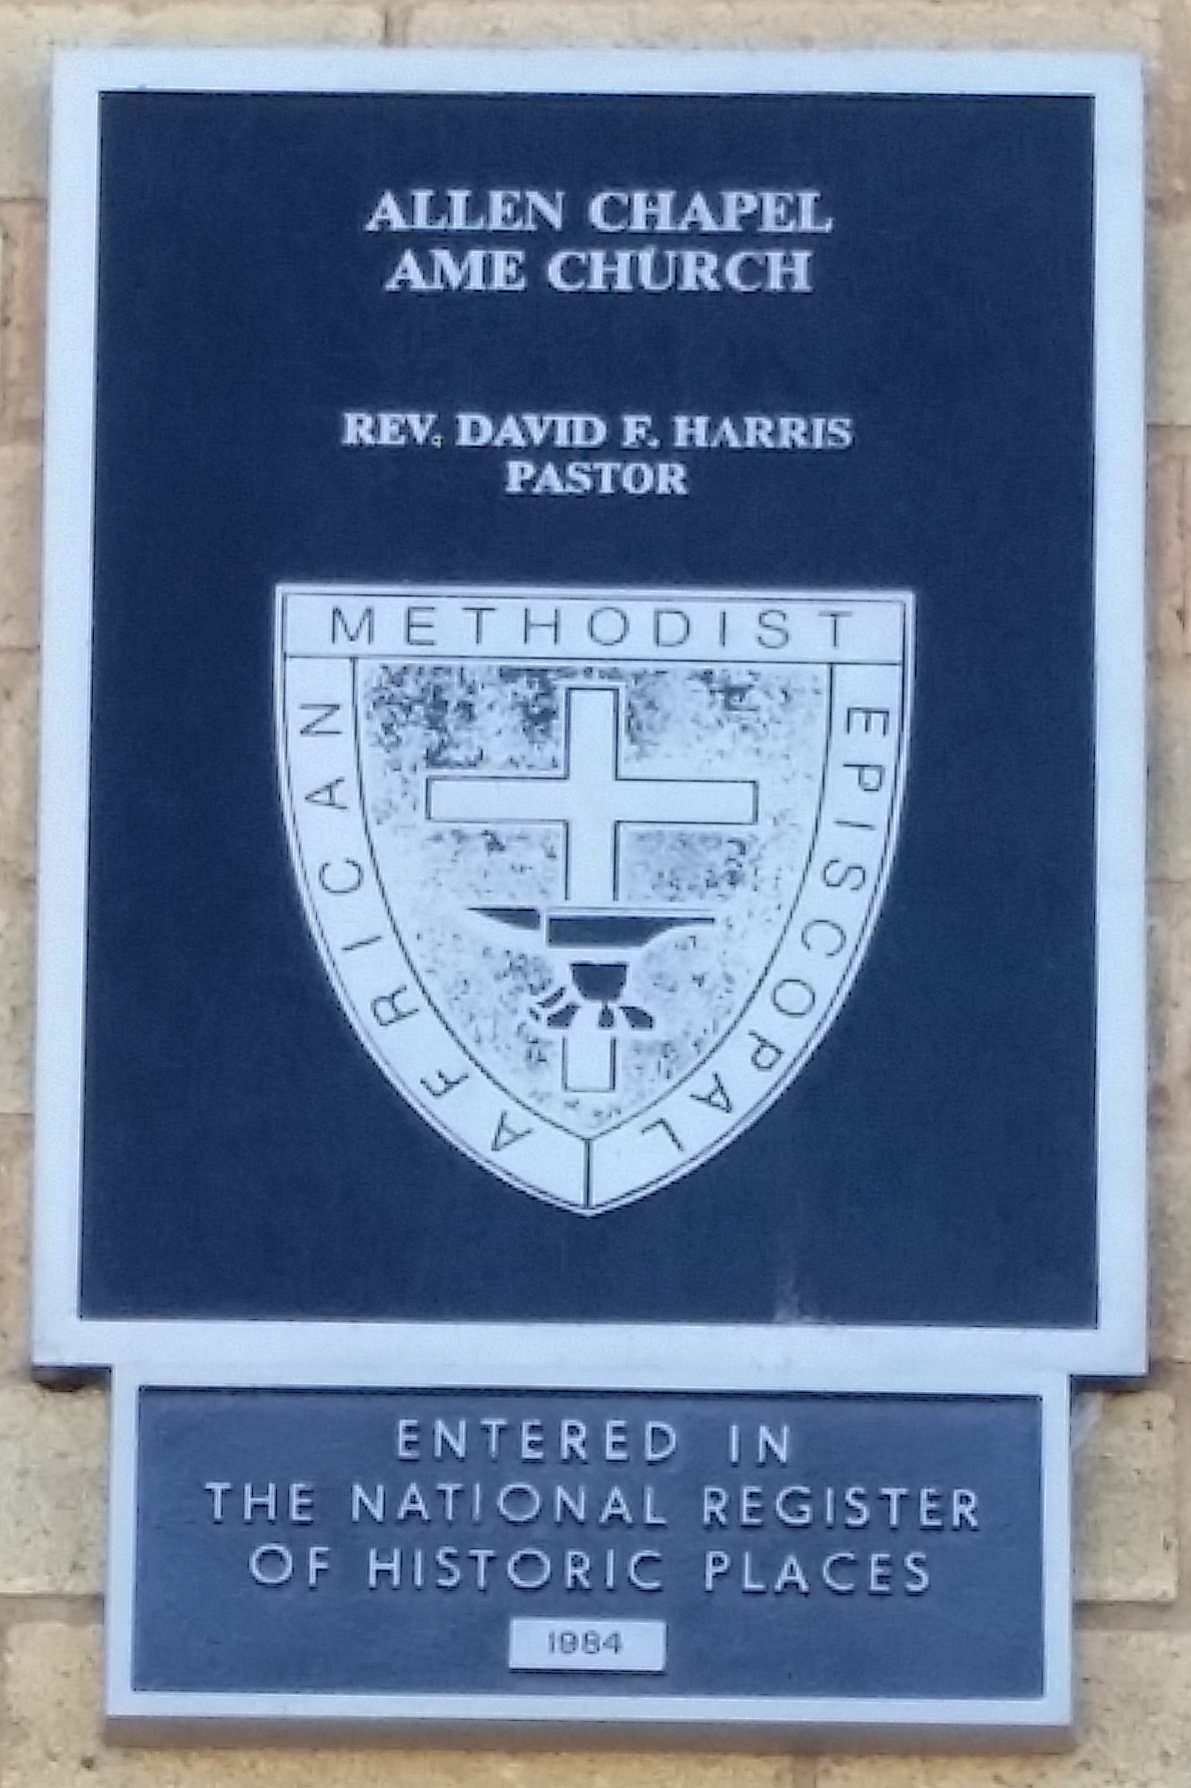 ALLEN CHAPEL
AME CHURCH
REV. DAVID F. HARRIS
PASTOR
AFRICAN
METHODIST
EPISCOPAL
ENTERED IN
THE NATIONAL REGISTER
OF HISTORIC PLACES
1984